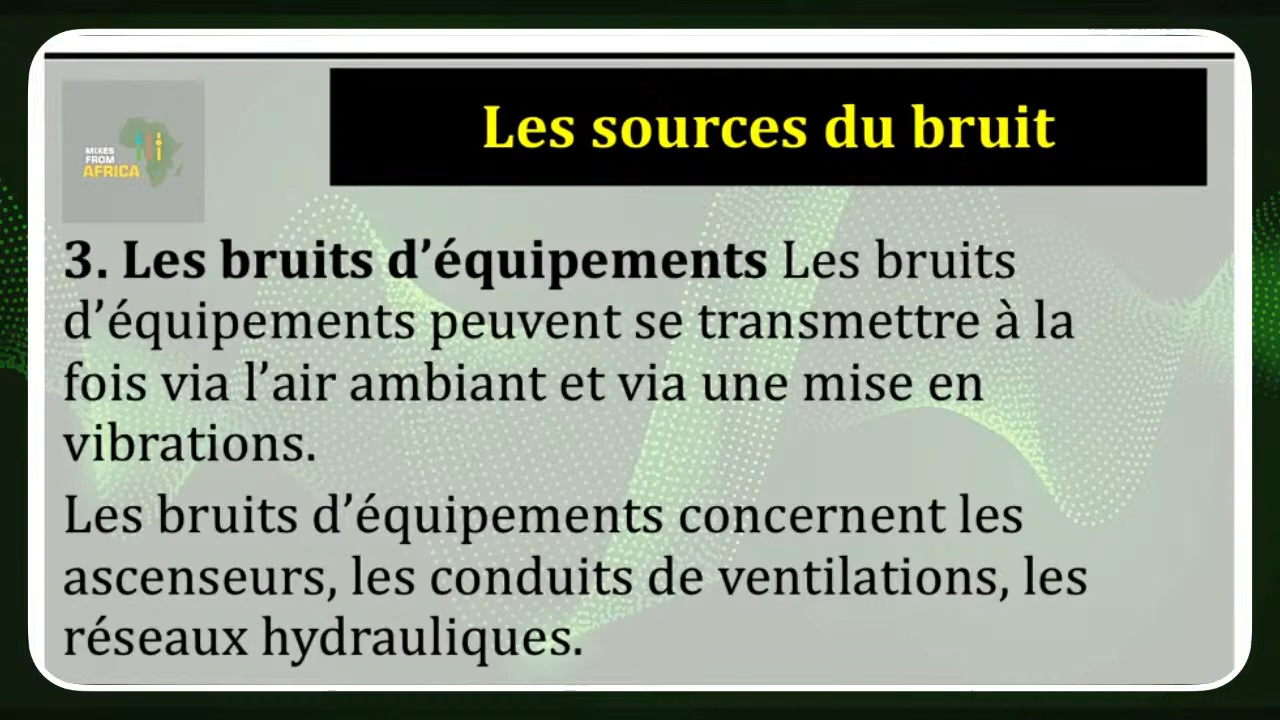 Les sources du bruit
MIXES
FROM
AFRICA
3. Les bruits d’équipements Les bruits
d’équipements peuvent se transmettre à la
fois via l’air ambiant et via une mise en
vibrations.
Les bruits d’équipements concernent les
ascenseurs, les conduits de ventilations, les
réseaux hydrauliques.